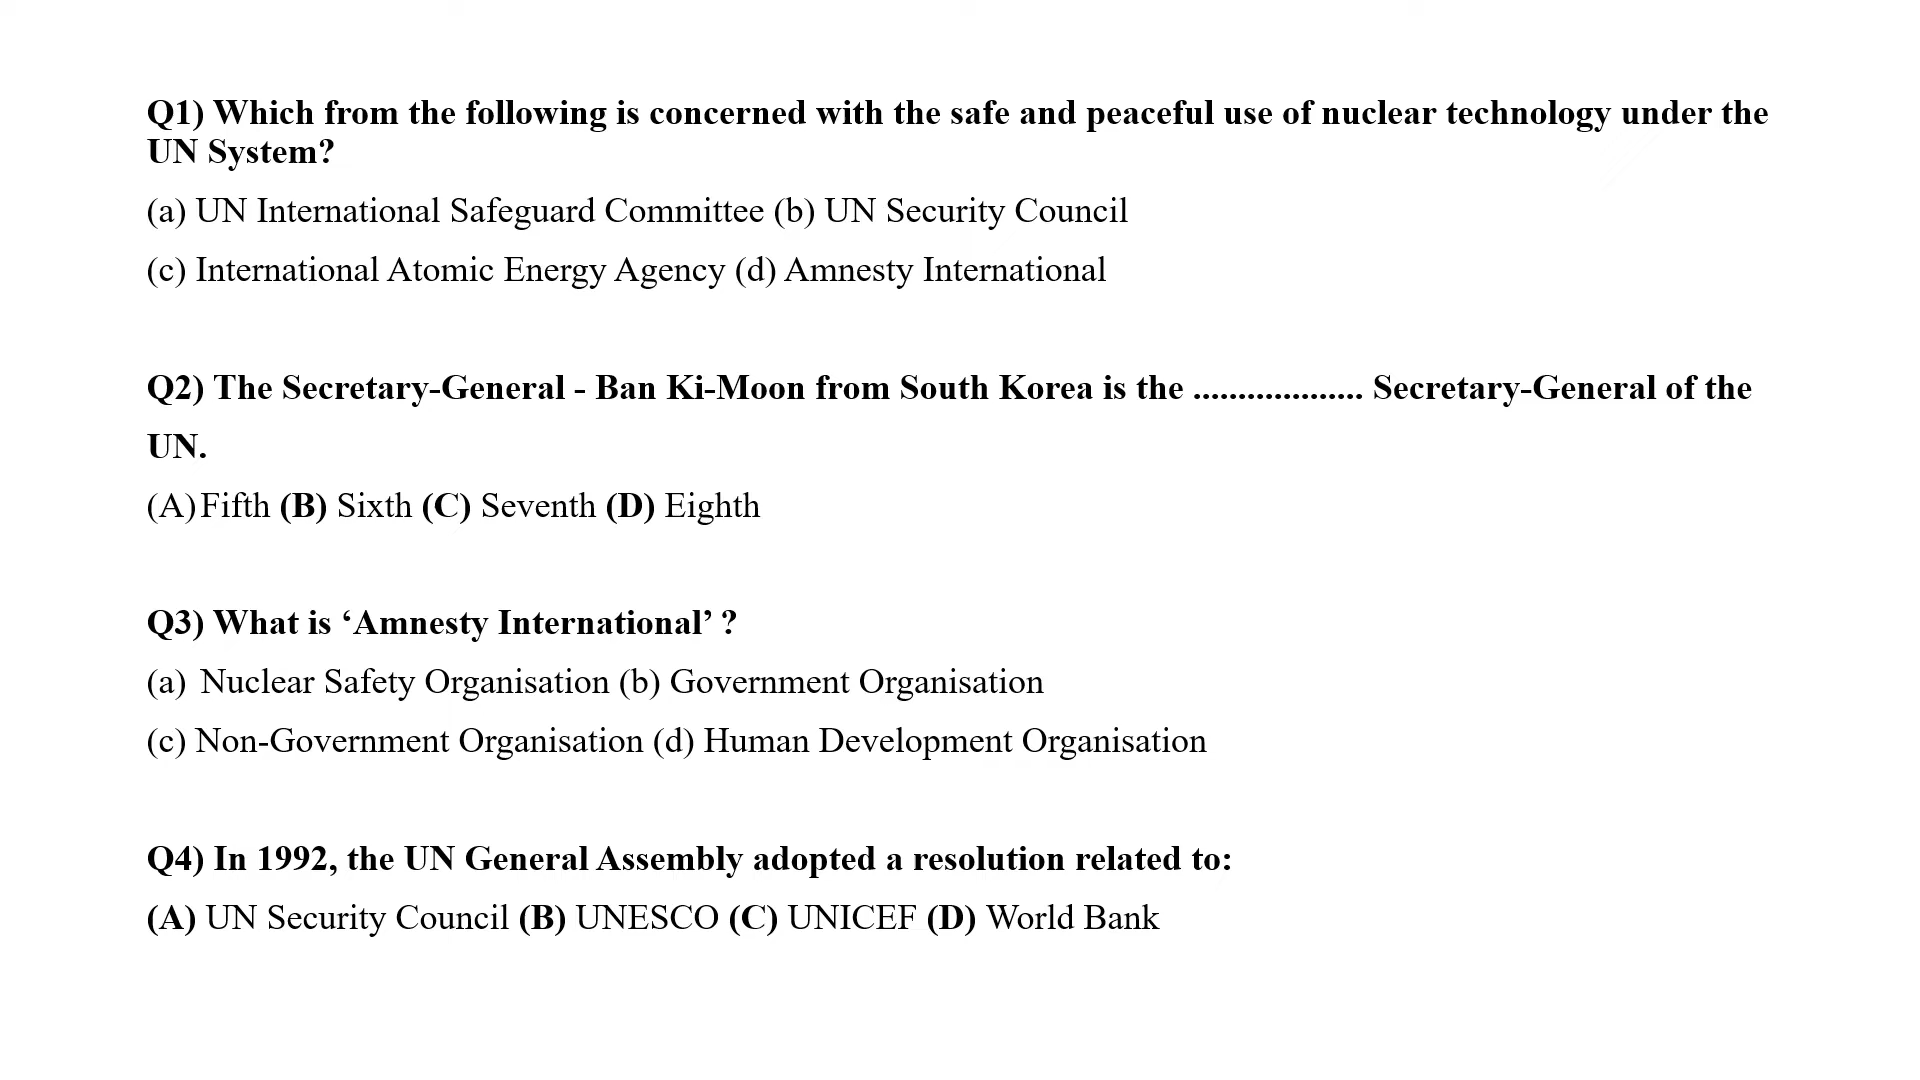 Q1) Which from the following is concerned with the safe and peaceful use of nuclear technology under the
UN System?
(a) UN International Safeguard Committee (b) UN Security Council
(c) International Atomic Energy Agency (d) Amnesty International
Q2) The Secretary-General - Ban Ki-Moon from South Korea is the ................... Secretary-General of the
UN.
(A) Fifth (B) Sixth (C) Seventh (D) Eighth
Q3) What is ‘Amnesty International’ ?
(a) Nuclear Safety Organisation (b) Government Organisation
(c) Non-Government Organisation (d) Human Development Organisation
Q4) In 1992, the UN General Assembly adopted a resolution related to:
(A) UN Security Council (B) UNESCO (C) UNICEF (D) World Bank